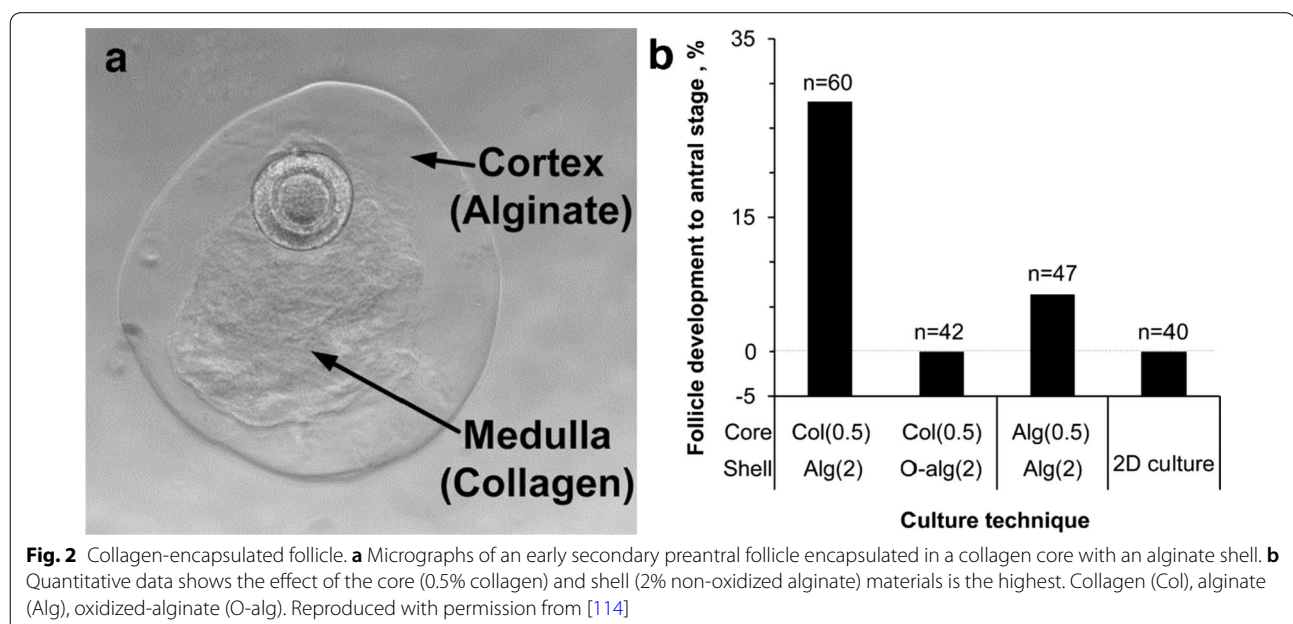 a
Cortex
(Alginate)
Medulla
(Collagen)
b
Follicle development to antral stage , %
35
15
0
-5
n=60
n=42
n=47
n=40
Core Col(0.5) Col(0.5) Alg(0.5)
Shell Alg(2) O-alg(2) Alg(2) 2D culture
Culture technique
Fig. 2 Collagen-encapsulated follicle. a Micrographs of an early secondary preantral follicle encapsulated in a collagen core with an alginate shell. b
Quantitative data shows the effect of the core (0.5% collagen) and shell (2% non-oxidized alginate) materials is the highest. Collagen (Col), alginate
(Alg), oxidized-alginate (O-alg). Reproduced with permission from [114]